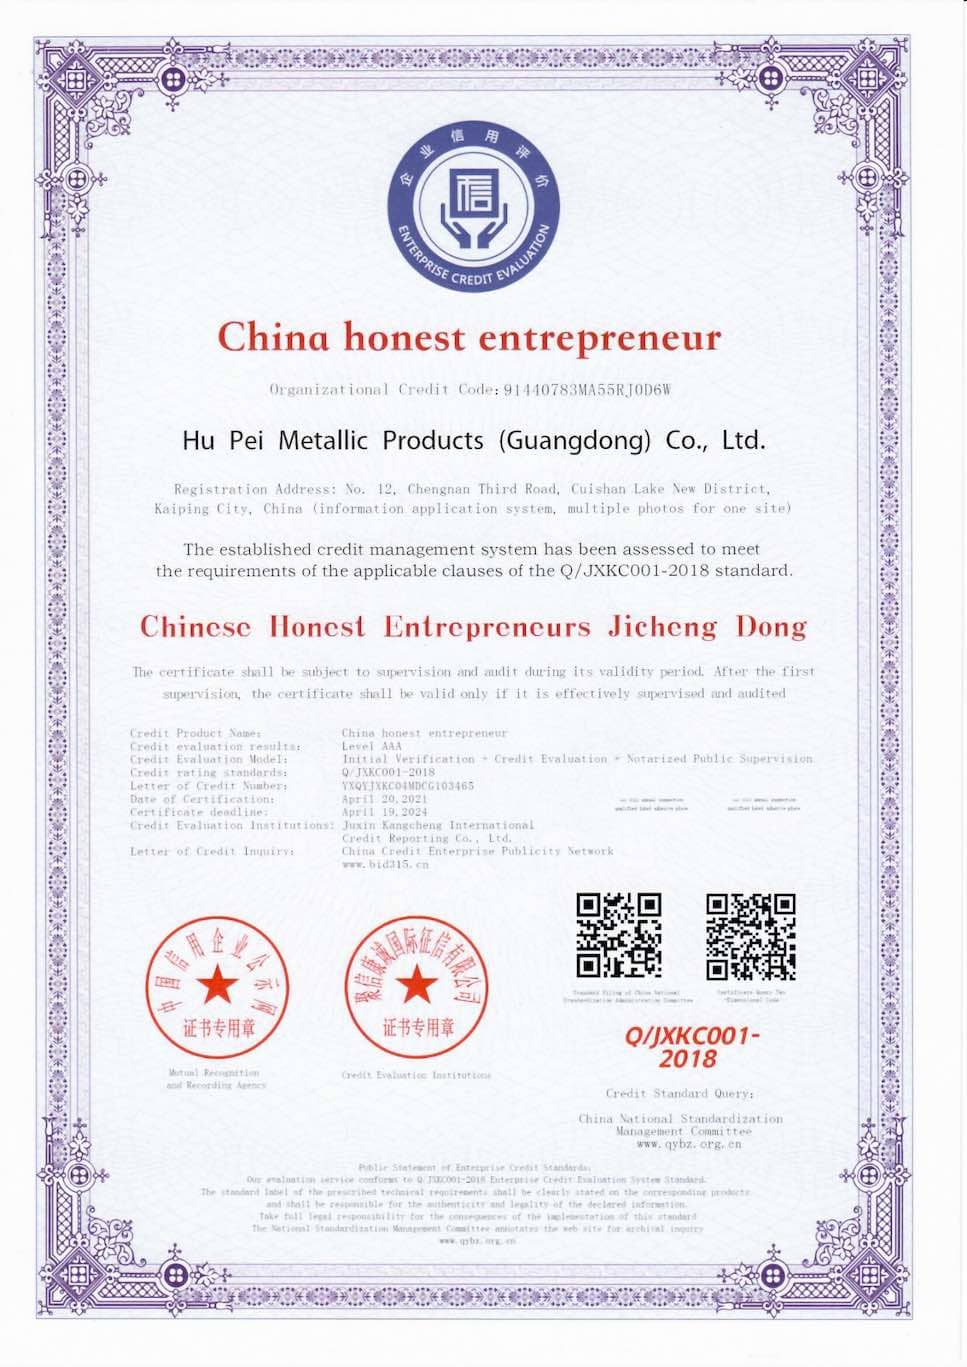 企业信用评价
信
ENTERPRISE CREDIT EVALUATION
China honest entrepreneur
Organizational Credit Code: 91440783MA55RJ0D6W
Hu Pei Metallic Products (Guangdong) Co., Ltd.
Registration Address: No. 12, Chengnan Third Road, Cuishan Lake New District,
Kaiping City, China (information application system, multiple photos for one site)
The established credit management system has been assessed to meet
the requirements of the applicable clauses of the Q/JXKC001-2018 standard.
Chinese Honest Entrepreneurs Jicheng Dong
The certificate shall be subject to supervision and audit during its validity period. After the first
supervision, the certificate shall be valid only if it is effectively supervised and audited
Credit Product Name: China honest entrepreneur
Credit evaluation results: Level AAA
Credit Evaluation Model: Initial Verification + Credit Evaluation + Notarized Public Supervision
Credit rating standards: Q/JXKC001-2018
Letter of Credit Number: YXQYJXKC04MDCG103465
Date of Certification: April 20,2021
Certificate deadline: April 19,2024
Credit Evaluation Institutions: Juxin Kangcheng International
Credit Reporting Co., Ltd.
Letter of Credit Inquiry: China Credit Enterprise Publicity Network
www.bid315.cn
中国信用企业公示网
证书专用章
聚信康诚国际征信有限公司
证书专用章
Mutual Recognition
and Recording Agency
Credit Evaluation Institutions
Standard Filing of China National
Standardization Administration Committee
Certificate Query Two
-Dimensional Code
Q/JXKC001-
2018
Credit Standard Query:
China National Standardization
Management Committee
www.qybz.org.cn
Public Statement of Enterprise Credit Standards:
Our evaluation service conforms to Q/JXKC001-2018 Enterprise Credit Evaluation System Standard.
The standard label of the prescribed technical requirements shall be clearly stated on the corresponding products
and shall be responsible for the authenticity and legality of the declared information.
Take full legal responsibility for the consequences of the implementation of this standard
The National Standardization Management Committee annotates the web site for archival inquiry
www.qybz.org.cn